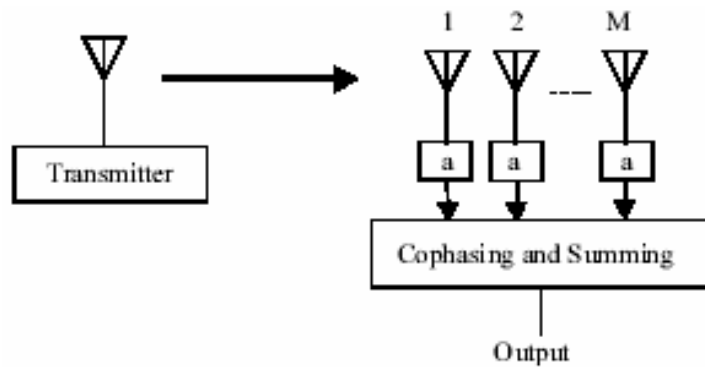 1 2 M
Transmitter
a a a
Cophasing and Summing
Output